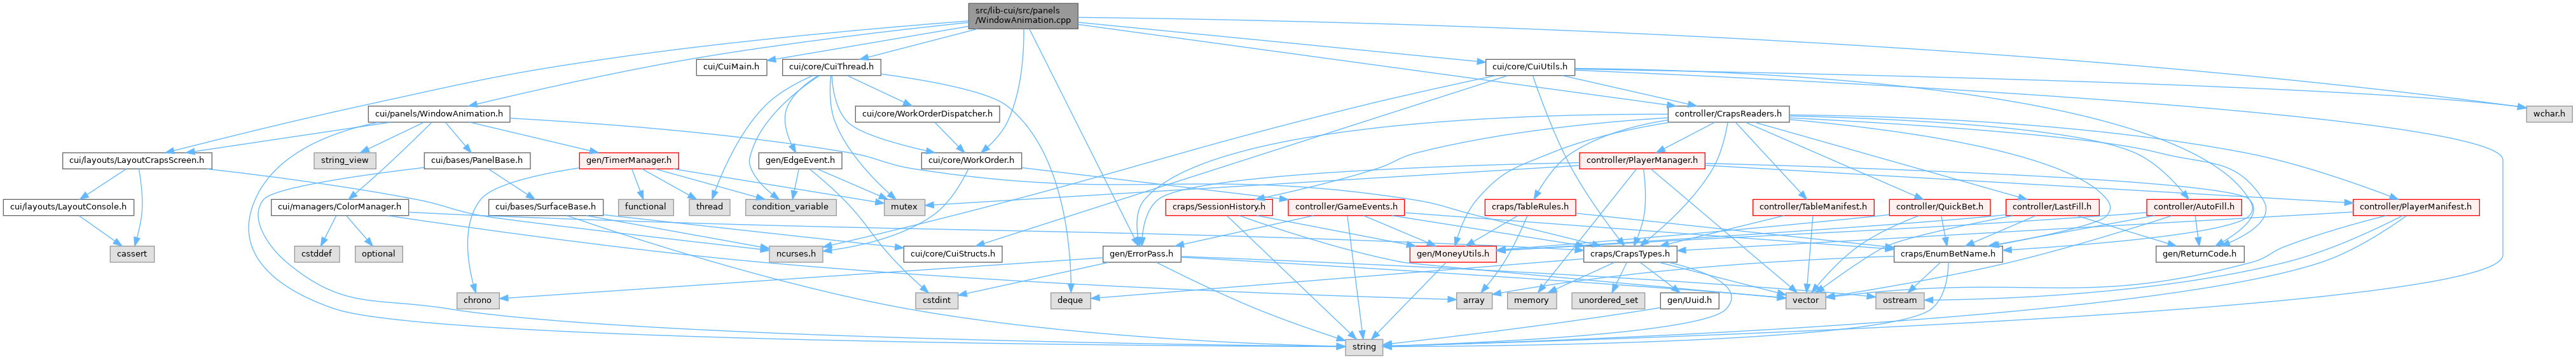 src/lib-cui/src/panels
/WindowAnimation.cpp
cui/CuiMain.h
cui/core/CuiThread.h
cui/core/CuiUtils.h
cui/panels/WindowAnimation.h
cui/core/WorkOrderDispatcher.h
controller/CrapsReaders.h
wchar.h
cui/layouts/LayoutCrapsScreen.h
string_view
cui/bases/PanelBase.h
gen/TimerManager.h
gen/EdgeEvent.h
cui/core/WorkOrder.h
controller/PlayerManager.h
cui/layouts/LayoutConsole.h
cui/managers/ColorManager.h
cui/bases/SurfaceBase.h
functional
thread
condition_variable
mutex
craps/SessionHistory.h
controller/GameEvents.h
craps/TableRules.h
controller/TableManifest.h
controller/QuickBet.h
controller/LastFill.h
controller/AutoFill.h
controller/PlayerManifest.h
cassert
cstddef
optional
ncurses.h
cui/core/CuiStructs.h
gen/ErrorPass.h
gen/MoneyUtils.h
craps/CrapsTypes.h
craps/EnumBetName.h
gen/ReturnCode.h
chrono
cstdint
deque
array
memory
unordered_set
gen/Uuid.h
vector
ostream
string